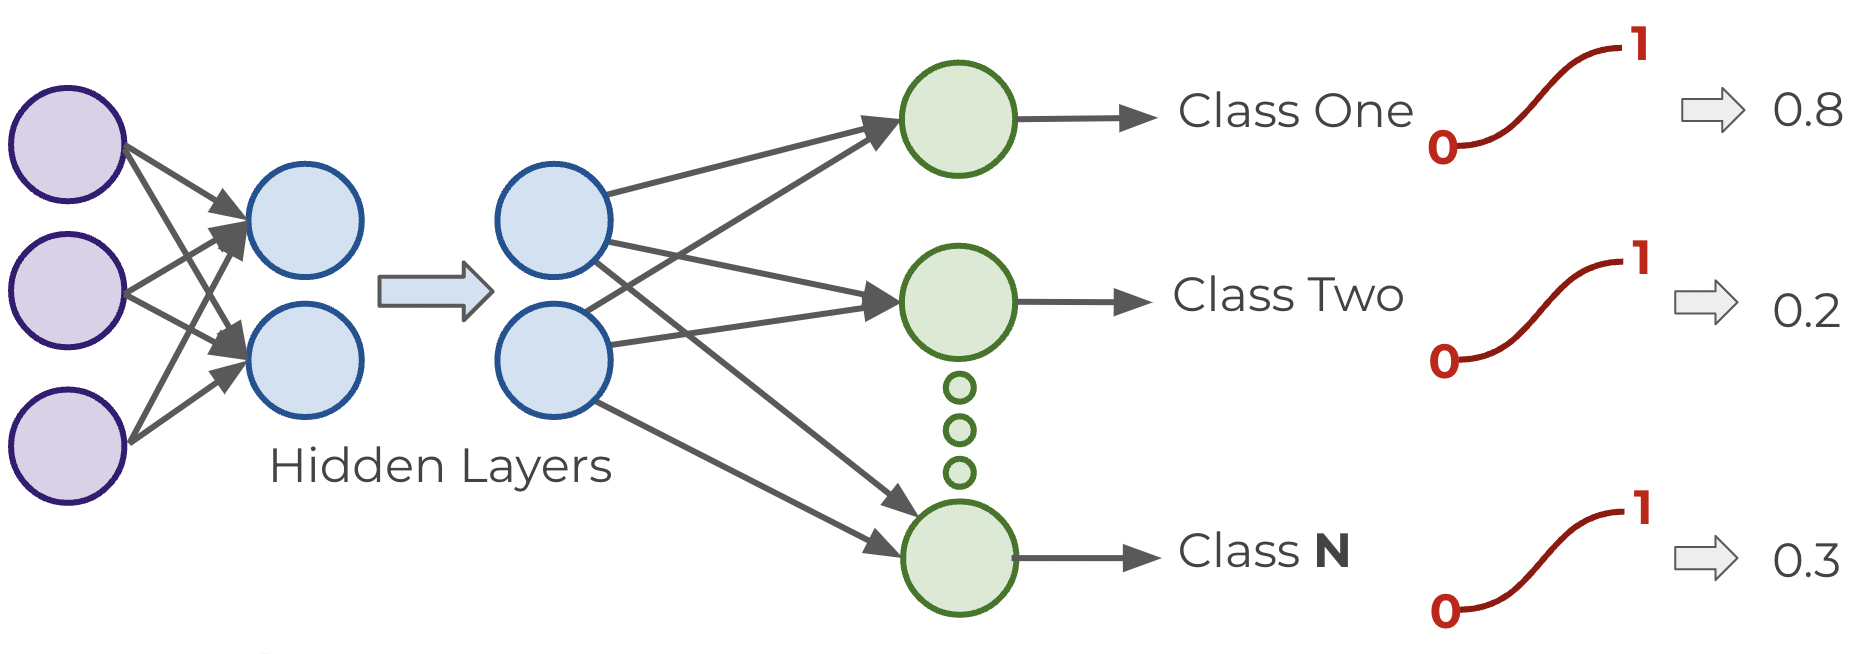 1
Class One
0
0.8
1
Class Two
0
0.2
Hidden Layers
1
Class N
0
0.3